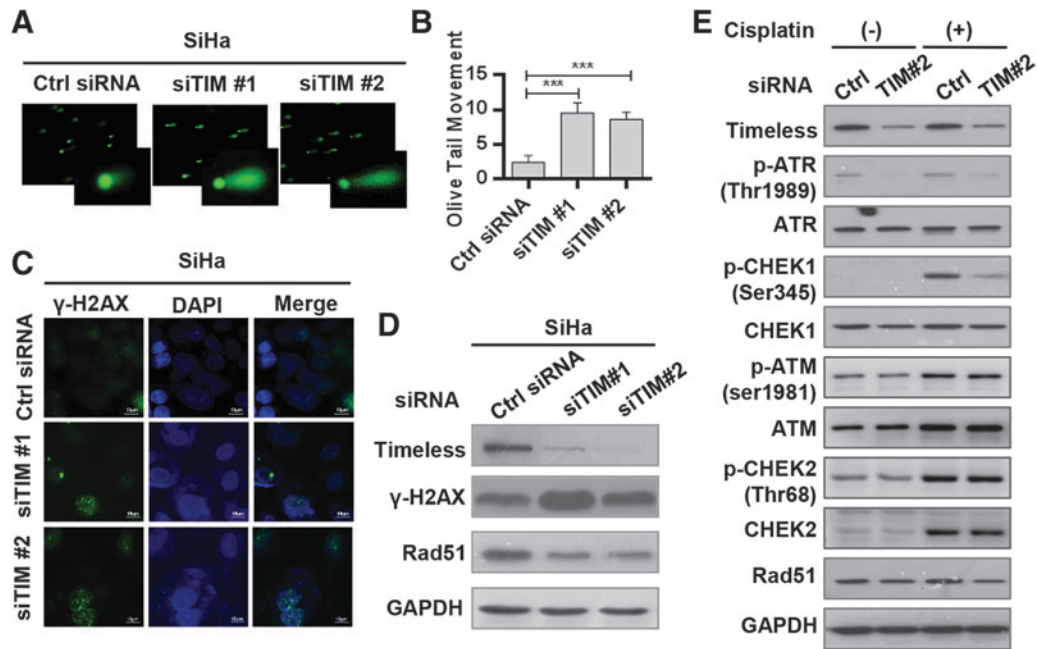 A
SiHa
Ctrl siRNA siTIM #1 siTIM #2
B
Olive Tail Movement
15
10
5
0
*** ***
Ctrl siRNA
siTIM #1
siTIM #2
C
SiHa
γ-H2AX DAPI Merge
Ctrl siRNA
siTIM #1
siTIM #2
D
SiHa
siRNA Ctrl siRNA siTIM#1 siTIM#2
Timeless
γ-H2AX
Rad51
GAPDH
E
Cisplatin (-) (+)
siRNA Ctrl TIM#2 Ctrl TIM#2
Timeless
p-ATR
(Thr1989)
ATR
p-CHEK1
(Ser345)
CHEK1
p-ATM
(ser1981)
ATM
p-CHEK2
(Thr68)
CHEK2
Rad51
GAPDH